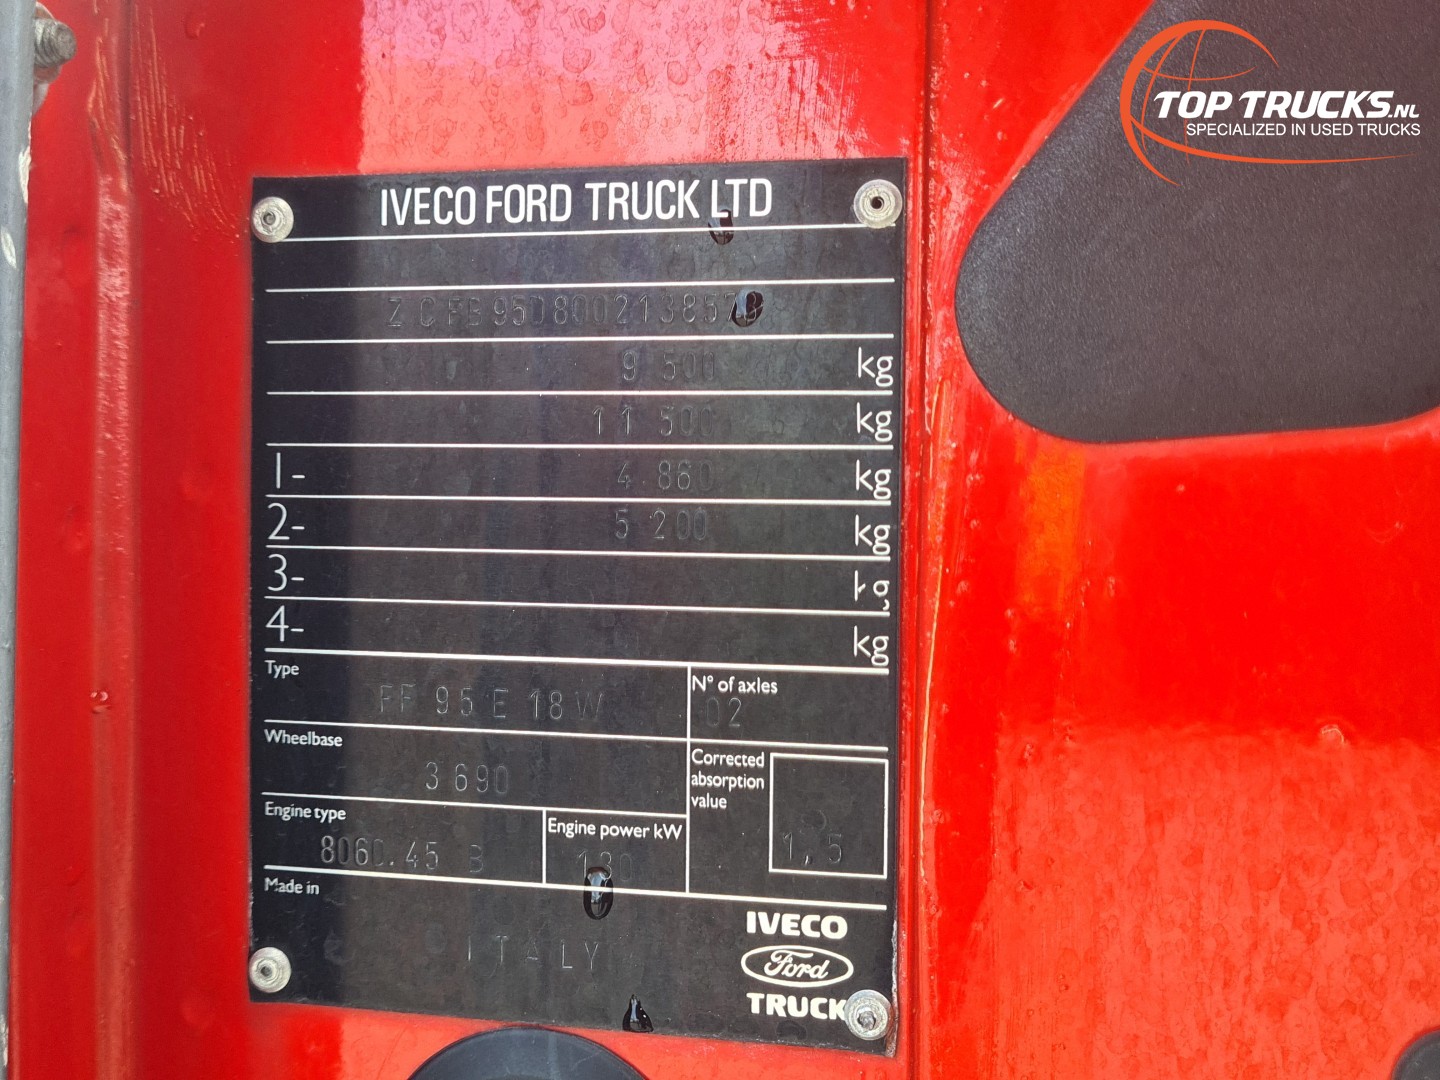 TOP TRUCKS.NL
SPECIALIZED IN USED TRUCKS
IVECO FORD TRUCK LTD
9 500 kg
11 500 kg
1- 4 860 kg
2- 5 200 kg
3- kg
4- kg
Type
FF 95 E 18 W
N° of axles
02
Wheelbase
3 690
Corrected absorption value
1,5
Engine type
8060.45 B
Engine power kW
130
Made in
ITALY
IVECO
Ford
TRUCK